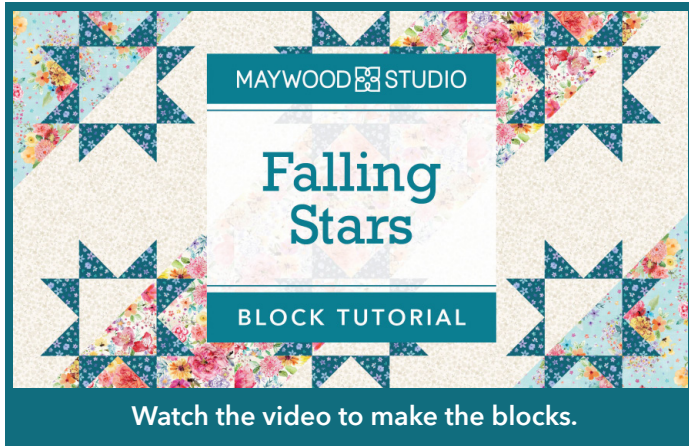 MAYWOOD STUDIO
Falling
Stars
BLOCK TUTORIAL
Watch the video to make the blocks.